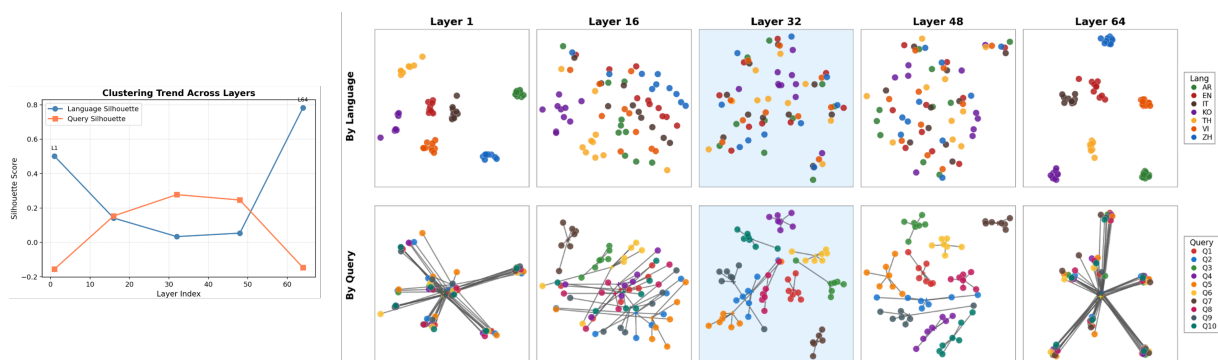 Clustering Trend Across Layers
Language Silhouette
Query Silhouette
L1
L64
0.8
0.6
0.4
0.2
0.0
−0.2
Silhouette Score
0
10
20
30
40
50
60
Layer Index
Layer 1
Layer 16
Layer 32
Layer 48
Layer 64
By Language
Lang
AR
EN
IT
KO
TH
VI
ZH
By Query
Query
Q1
Q2
Q3
Q4
Q5
Q6
Q7
Q8
Q9
Q10